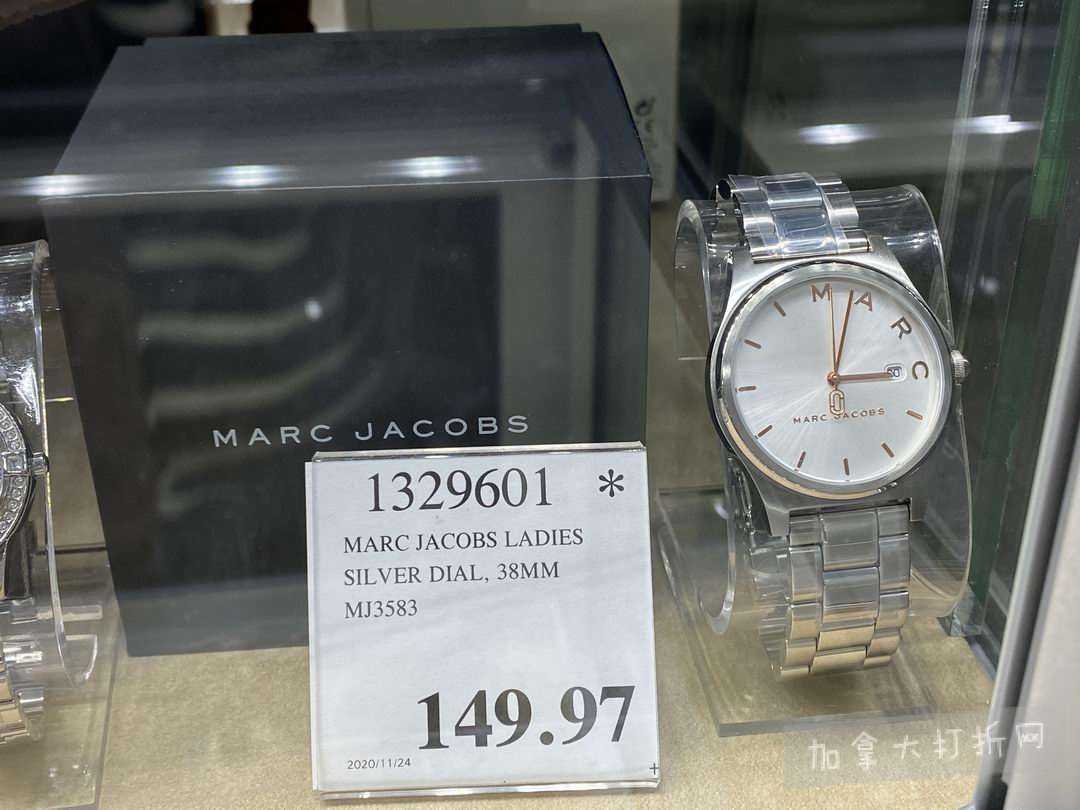 MARC JACOBS
1329601 *
MARC JACOBS LADIES
SILVER DIAL, 38MM
MJ3583
149.97
2020/11/24
+
MARC
30
MARC JACOBS
加拿大打折网